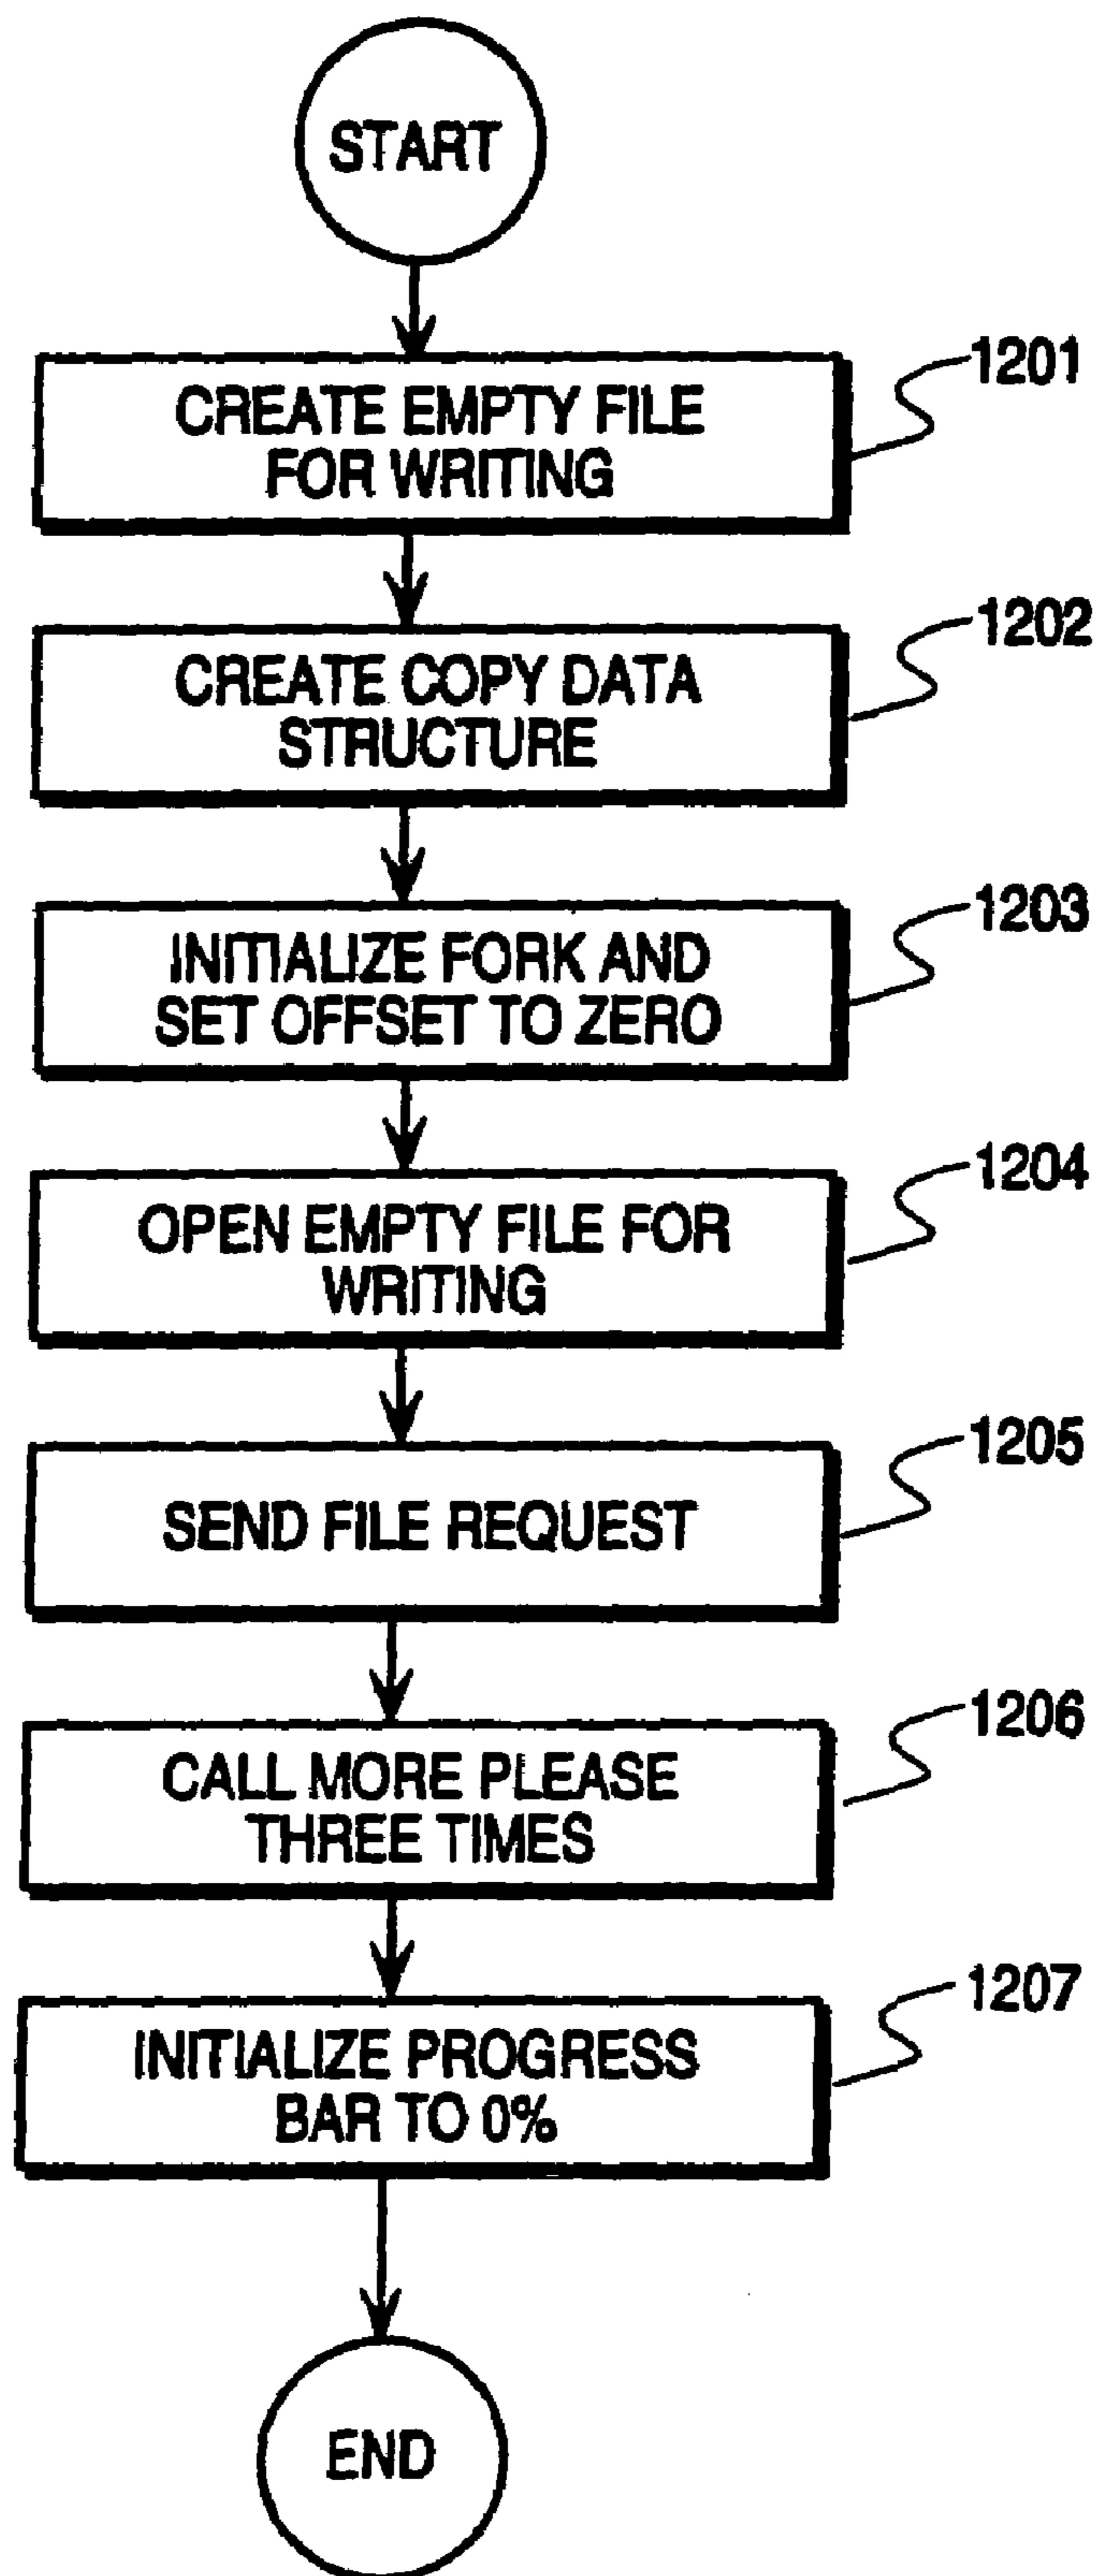 START
1201
CREATE EMPTY FILE
FOR WRITING
1202
CREATE COPY DATA
STRUCTURE
1203
INITIALIZE FORK AND
SET OFFSET TO ZERO
1204
OPEN EMPTY FILE FOR
WRITING
1205
SEND FILE REQUEST
1206
CALL MORE PLEASE
THREE TIMES
1207
INITIALIZE PROGRESS
BAR TO 0%
END